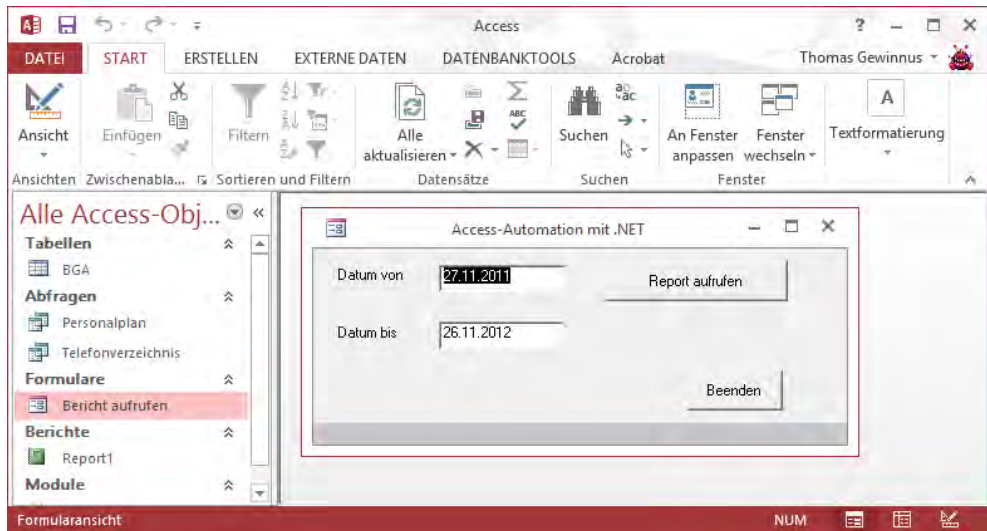 Access
?
DATEI START ERSTELLEN EXTERNE DATEN DATENBANKTOOLS Acrobat Thomas Gewinnus
Ansicht
Einfügen
Filtern
Alle
aktualisieren
ABC
Suchen
ab
ac
An Fenster
anpassen
Fenster
wechseln
A
Textformatierung
Ansichten Zwischenabla... Sortieren und Filtern Datensätze Suchen Fenster
Alle Access-Obj... «
Tabellen
BGA
Abfragen
Personalplan
Telefonverzeichnis
Formulare
Bericht aufrufen
Berichte
Report1
Module
Access-Automation mit .NET
Datum von 27.11.2011 Report aufrufen
Datum bis 26.11.2012
Beenden
Formularansicht NUM